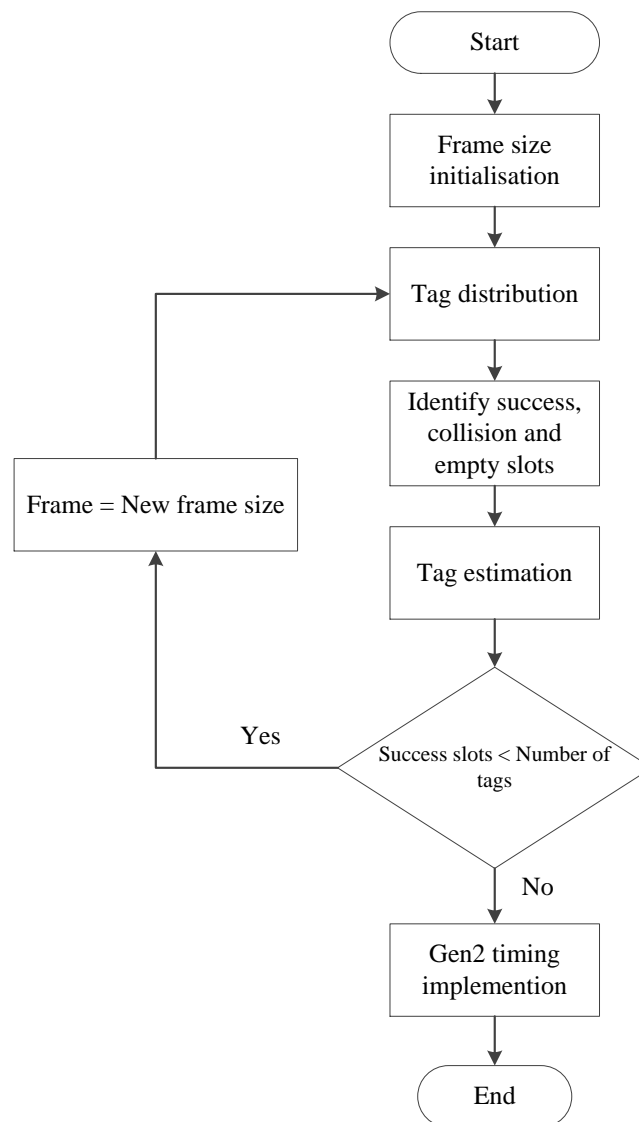 Start
Frame size
initialisation
Tag distribution
Identify success,
collision and
empty slots
Frame = New frame size
Tag estimation
Yes
Success slots < Number of
tags
No
Gen2 timing
implemention
End